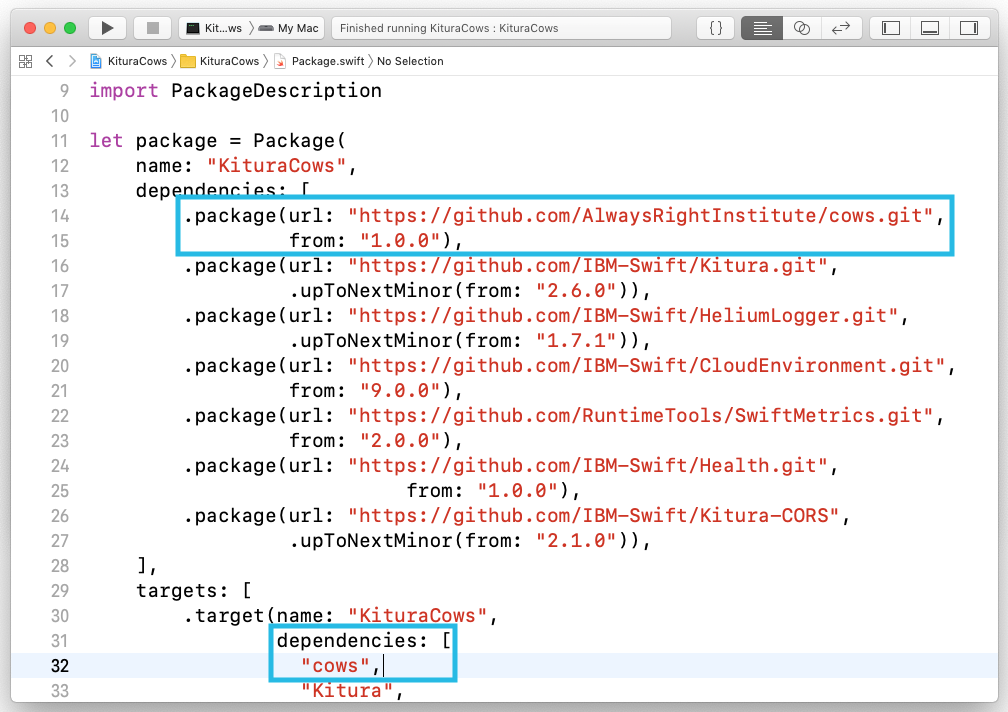 Kit...ws 〉 My Mac
Finished running KituraCows : KituraCows
{ }
KituraCows 〉 KituraCows 〉 Package.swift 〉 No Selection
9 import PackageDescription
10
11 let package = Package(
12     name: "KituraCows",
13     dependencies: [
14         .package(url: "https://github.com/AlwaysRightInstitute/cows.git",
15                  from: "1.0.0"),
16         .package(url: "https://github.com/IBM-Swift/Kitura.git",
17                  .upToNextMinor(from: "2.6.0")),
18         .package(url: "https://github.com/IBM-Swift/HeliumLogger.git",
19                  .upToNextMinor(from: "1.7.1")),
20         .package(url: "https://github.com/IBM-Swift/CloudEnvironment.git",
21                  from: "9.0.0"),
22         .package(url: "https://github.com/RuntimeTools/SwiftMetrics.git",
23                  from: "2.0.0"),
24         .package(url: "https://github.com/IBM-Swift/Health.git",
25                            from: "1.0.0"),
26         .package(url: "https://github.com/IBM-Swift/Kitura-CORS",
27                  .upToNextMinor(from: "2.1.0")),
28     ],
29     targets: [
30         .target(name: "KituraCows",
31                 dependencies: [
32                   "cows",
33                   "Kitura",